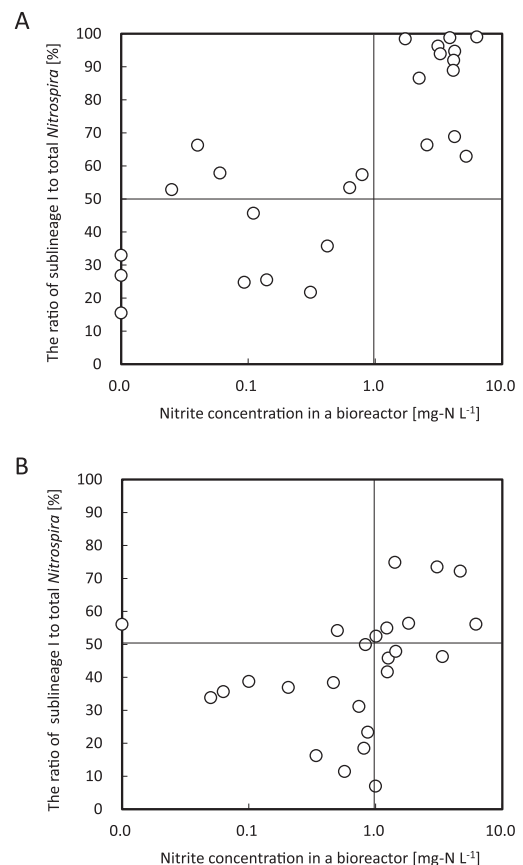 A
The ratio of sublineage I to total Nitrospira [%]
100
90
80
70
60
50
40
30
20
10
0
0.0 0.1 1.0 10.0
Nitrite concentration in a bioreactor [mg-N L-1]
B
The ratio of sublineage I to total Nitrospira [%]
100
90
80
70
60
50
40
30
20
10
0
0.0 0.1 1.0 10.0
Nitrite concentration in a bioreactor [mg-N L-1]